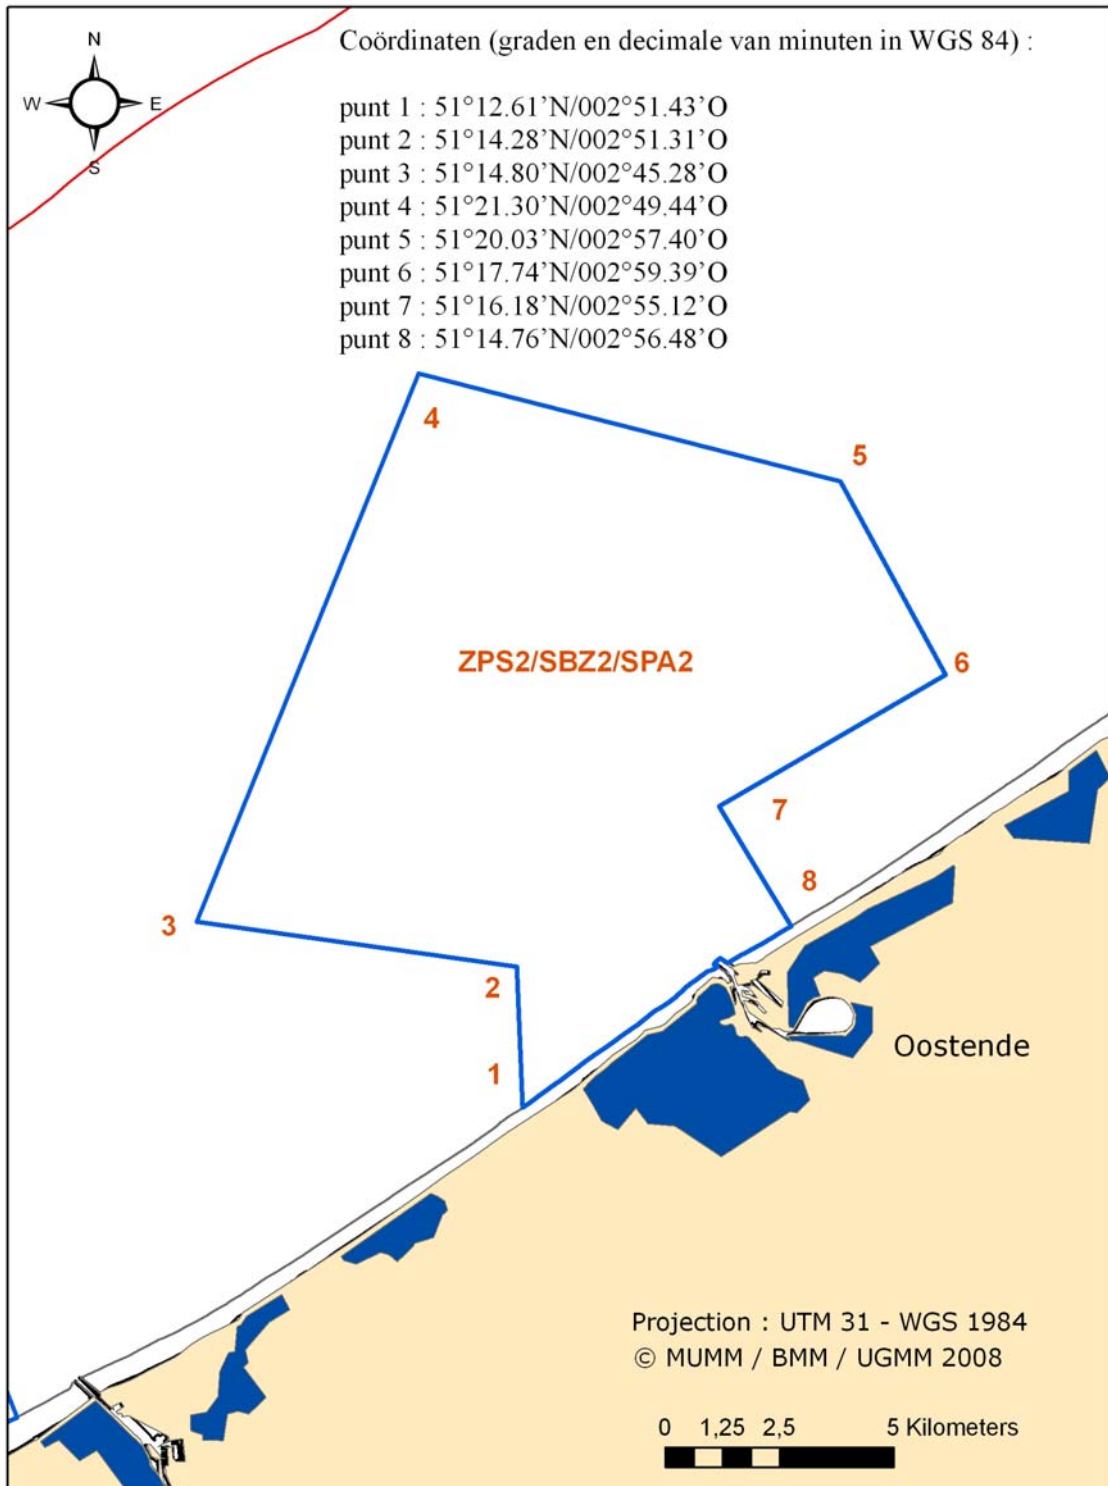 Coördinaten (graden en decimale van minuten in WGS 84) :
N
W
E
S
punt 1 : 51°12.61’N/002°51.43’O
punt 2 : 51°14.28’N/002°51.31’O
punt 3 : 51°14.80’N/002°45.28’O
punt 4 : 51°21.30’N/002°49.44’O
punt 5 : 51°20.03’N/002°57.40’O
punt 6 : 51°17.74’N/002°59.39’O
punt 7 : 51°16.18’N/002°55.12’O
punt 8 : 51°14.76’N/002°56.48’O
4
5
ZPS2/SBZ2/SPA2
6
7
8
3
2
1
Oostende
Projection : UTM 31 - WGS 1984
© MUMM / BMM / UGMM 2008
0 1,25 2,5 5 Kilometers